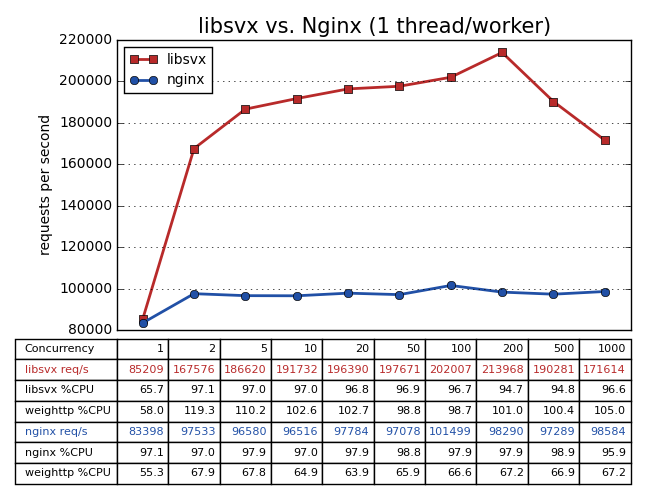 libsvx vs. Nginx (1 thread/worker)
220000
200000
180000
160000
140000
120000
100000
80000
requests per second
libsvx
nginx
Concurrency 1 2 5 10 20 50 100 200 500 1000
libsvx req/s 85209 167576 186620 191732 196390 197671 202007 213968 190281 171614
libsvx %CPU 65.7 97.1 97.0 97.0 96.8 96.9 96.7 94.7 94.8 96.6
weighttp %CPU 58.0 119.3 110.2 102.6 102.7 98.8 98.7 101.0 100.4 105.0
nginx req/s 83398 97533 96580 96516 97784 97078 101499 98290 97289 98584
nginx %CPU 97.1 97.0 97.9 97.0 97.9 98.8 97.9 97.9 98.9 95.9
weighttp %CPU 55.3 67.9 67.8 64.9 63.9 65.9 66.6 67.2 66.9 67.2